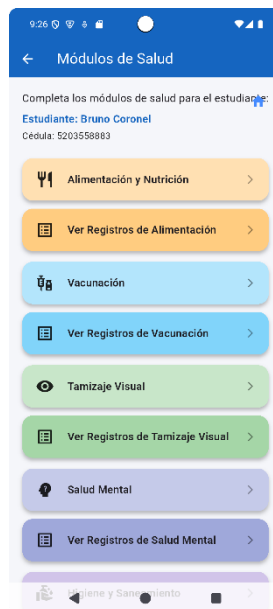 9:26
Módulos de Salud
Completa los módulos de salud para el estudiante:
Estudiante: Bruno Coronel
Cédula: 5203558883
Alimentación y Nutrición
Ver Registros de Alimentación
Vacunación
Ver Registros de Vacunación
Tamizaje Visual
Ver Registros de Tamizaje Visual
Salud Mental
Ver Registros de Salud Mental
Higiene y Saneamiento